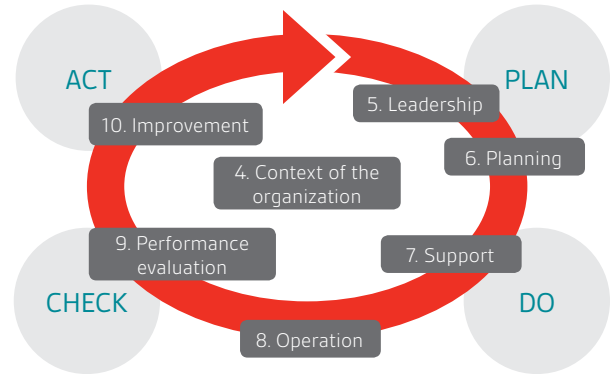 ACT
PLAN
5. Leadership
10. Improvement
6. Planning
4. Context of the
organization
9. Performance
evaluation
7. Support
CHECK
DO
8. Operation